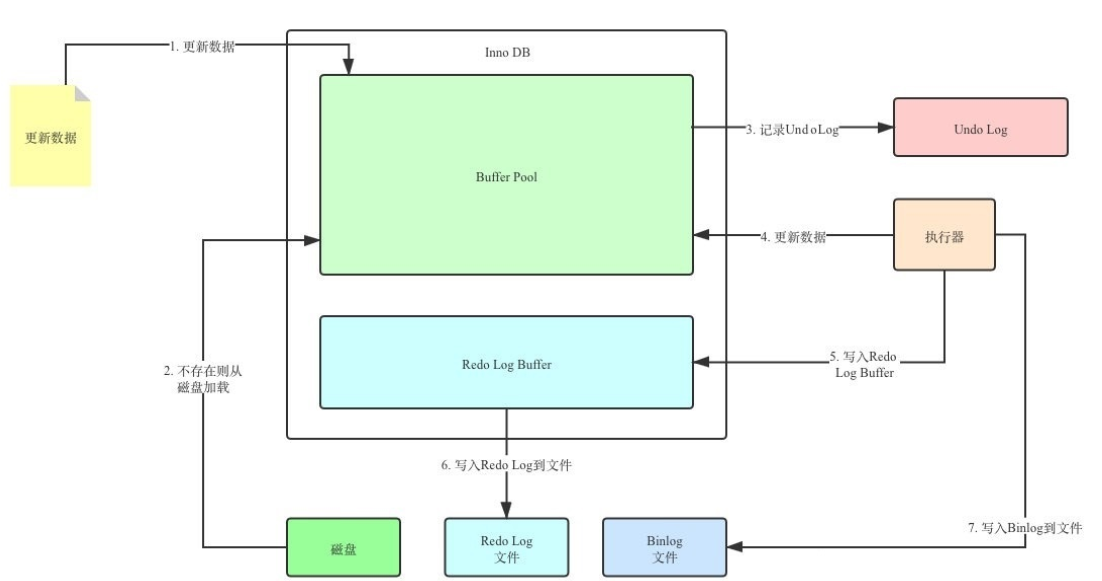 1. 更新数据
Inno DB
更新数据
Buffer Pool
3. 记录UndoLog
Undo Log
4. 更新数据
执行器
2. 不存在则从
磁盘加载
Redo Log Buffer
5. 写入Redo
Log Buffer
6. 写入Redo Log到文件
7. 写入Binlog到文件
磁盘
Redo Log
文件
Binlog
文件